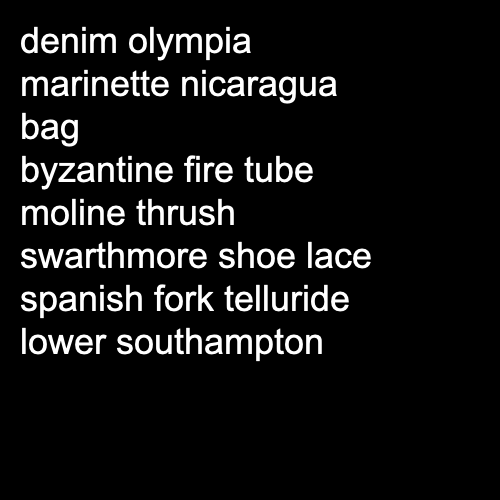 denim olympia
marinette nicaragua
bag
byzantine fire tube
moline thrush
swarthmore shoe lace
spanish fork telluride
lower southampton